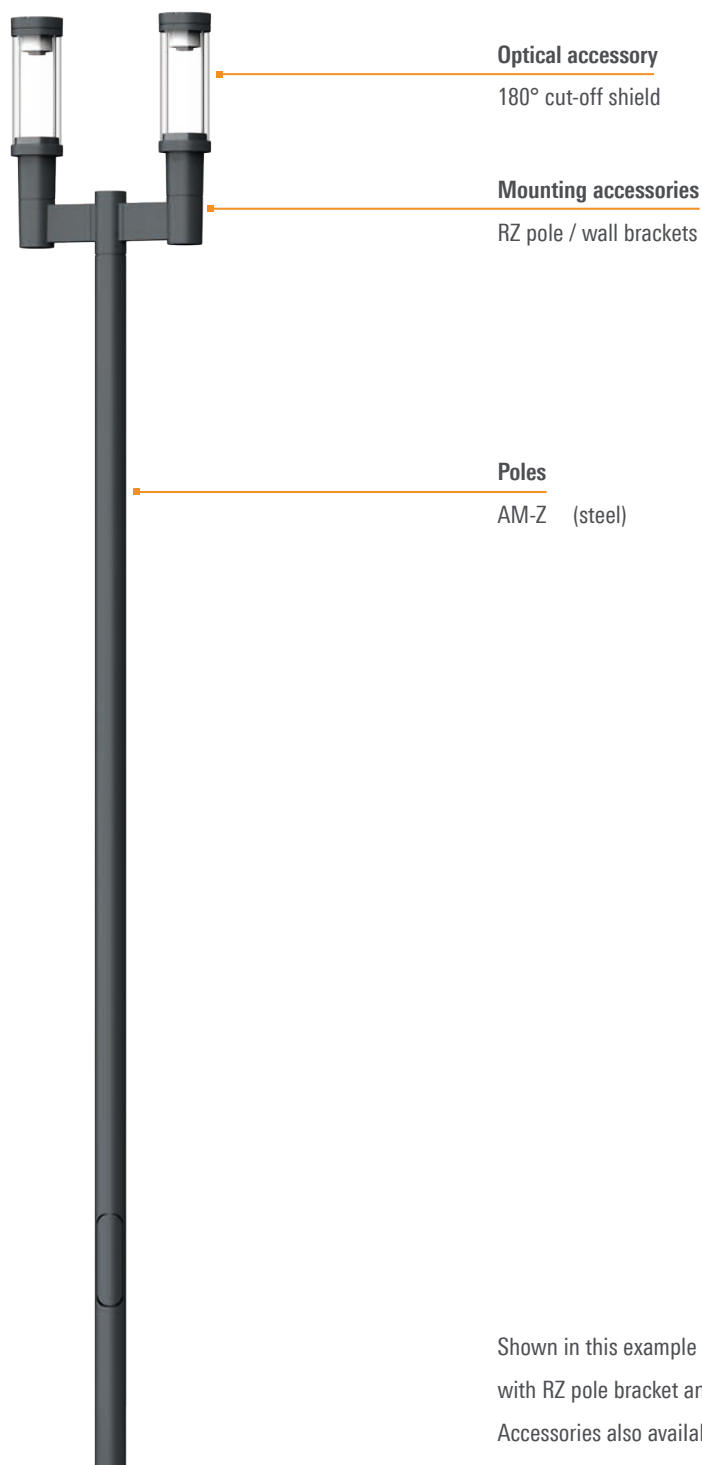 Optical accessory
180° cut-off shield
Mounting accessories
RZ pole / wall brackets
Poles
AM-Z (steel)
Shown in this example
with RZ pole bracket
Accessories also